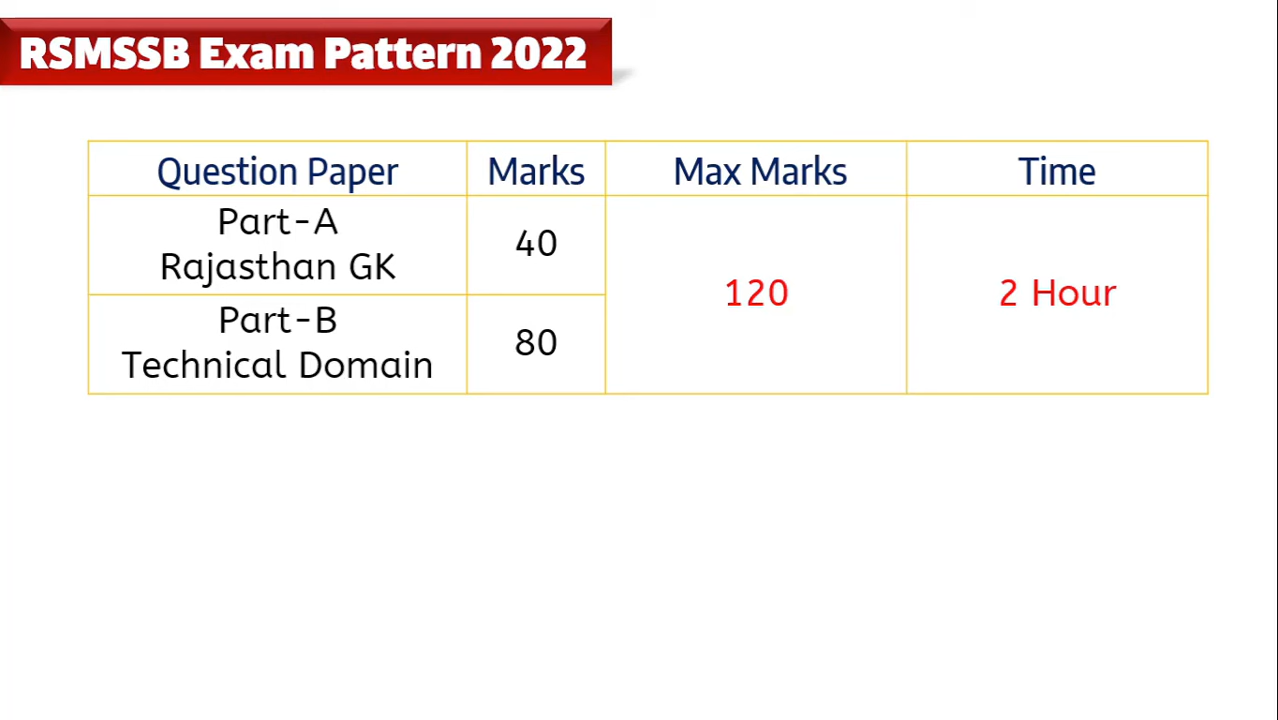 RSMSSB Exam Pattern 2022
Question Paper Marks Max Marks Time
Part-A
Rajasthan GK
40
Part-B
Technical Domain
80
120
2 Hour